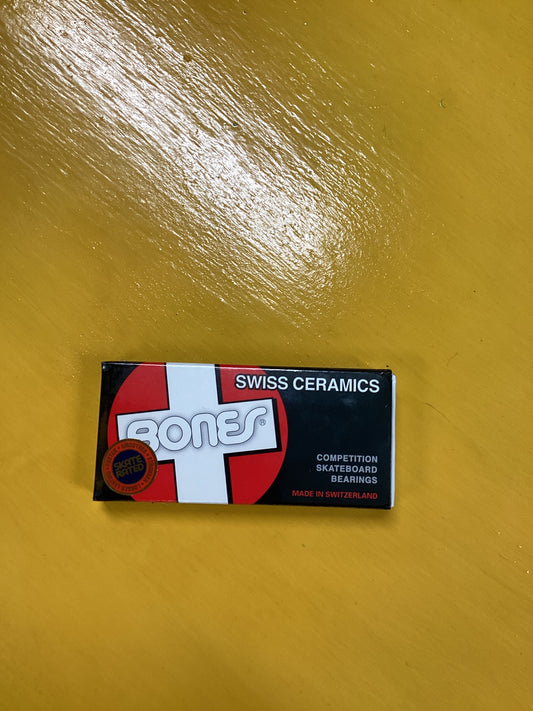 SWISS CERAMICS
BONES®
SKATE
RATED
COMPETITION
SKATEBOARD
BEARINGS
MADE IN SWITZERLAND